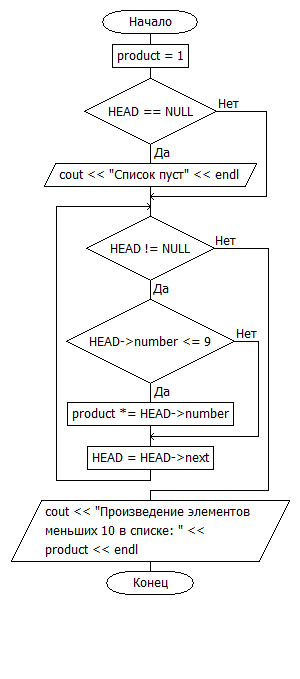 Начало
product = 1
HEAD == NULL
Нет
Да
cout << "Список пуст" << endl
HEAD != NULL
Нет
Да
HEAD->number <= 9
Нет
Да
product *= HEAD->number
HEAD = HEAD->next
cout << "Произведение элементов
меньших 10 в списке: " <<
product << endl
Конец